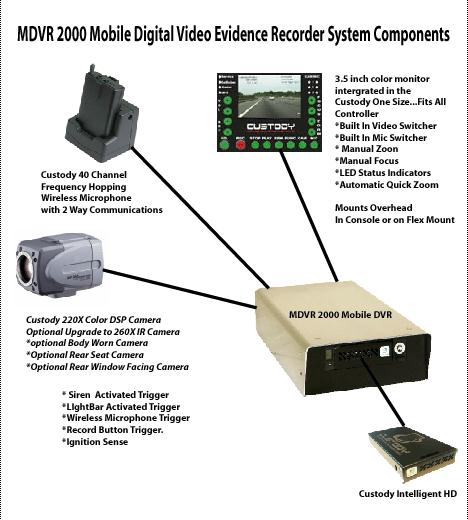 MDVR 2000 Mobile Digital Video Evidence Recorder System Components
CUSTODY
3.5 inch color monitor
intergrated in the
Custody One Size...Fits All
Controller
*Built In Video Switcher
*Built In Mic Switcher
* Manual Zoon
*Manual Focus
*LED Status Indicators
*Automatic Quick Zoom
Mounts Overhead
In Console or on Flex Mount
Custody 40 Channel
Frequency Hopping
Wireless Microphone
with 2 Way Communications
MDVR 2000 Mobile DVR
Custody 220X Color DSP Camera
Optional Upgrade to 260X IR Camera
*optional Body Worn Camera
*Optional Rear Seat Camera
*Optional Rear Window Facing Camera
* Siren Activated Trigger
*LIghtBar Activated Trigger
*Wireless Microphone Trigger
*Record Button Trigger.
*Ignition Sense
Custody Intelligent HD